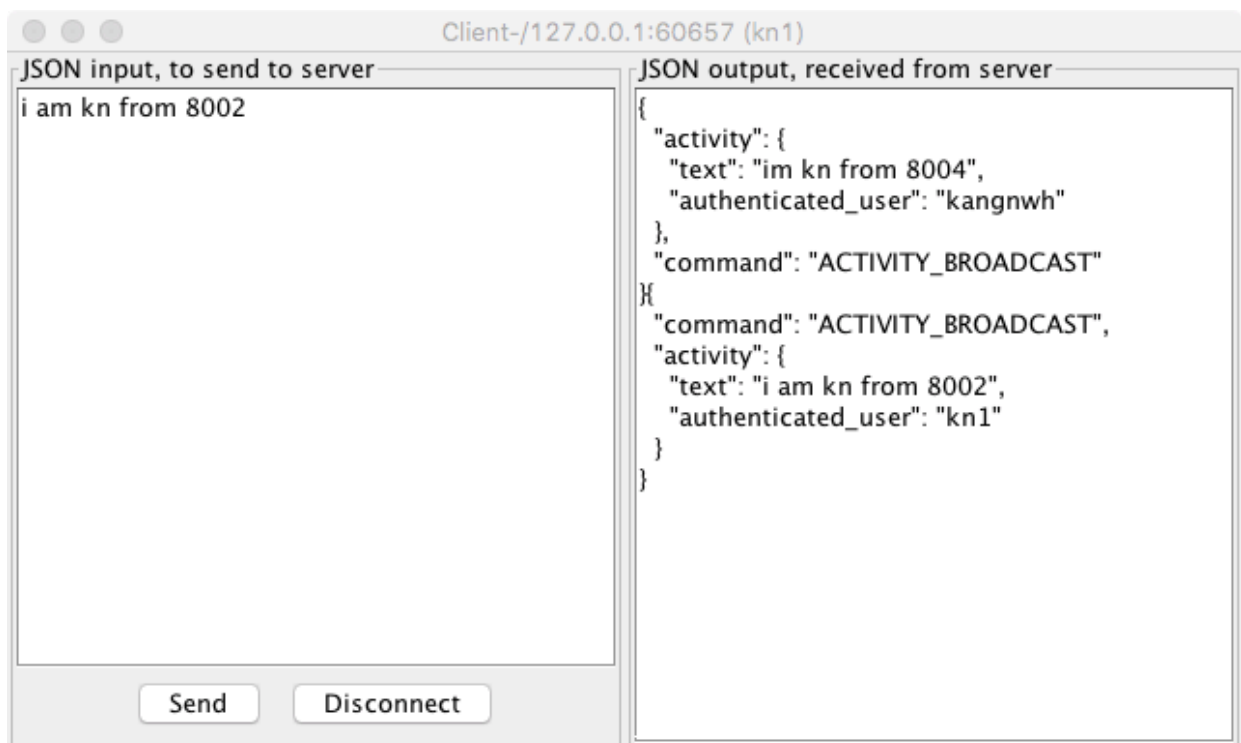 Client-/127.0.0.1:60657 (kn1)
JSON input, to send to server
i am kn from 8002
Send
Disconnect
JSON output, received from server
{
"activity": {
"text": "im kn from 8004",
"authenticated_user": "kangnwh"
},
"command": "ACTIVITY_BROADCAST"
}{
"command": "ACTIVITY_BROADCAST",
"activity": {
"text": "i am kn from 8002",
"authenticated_user": "kn1"
}
}